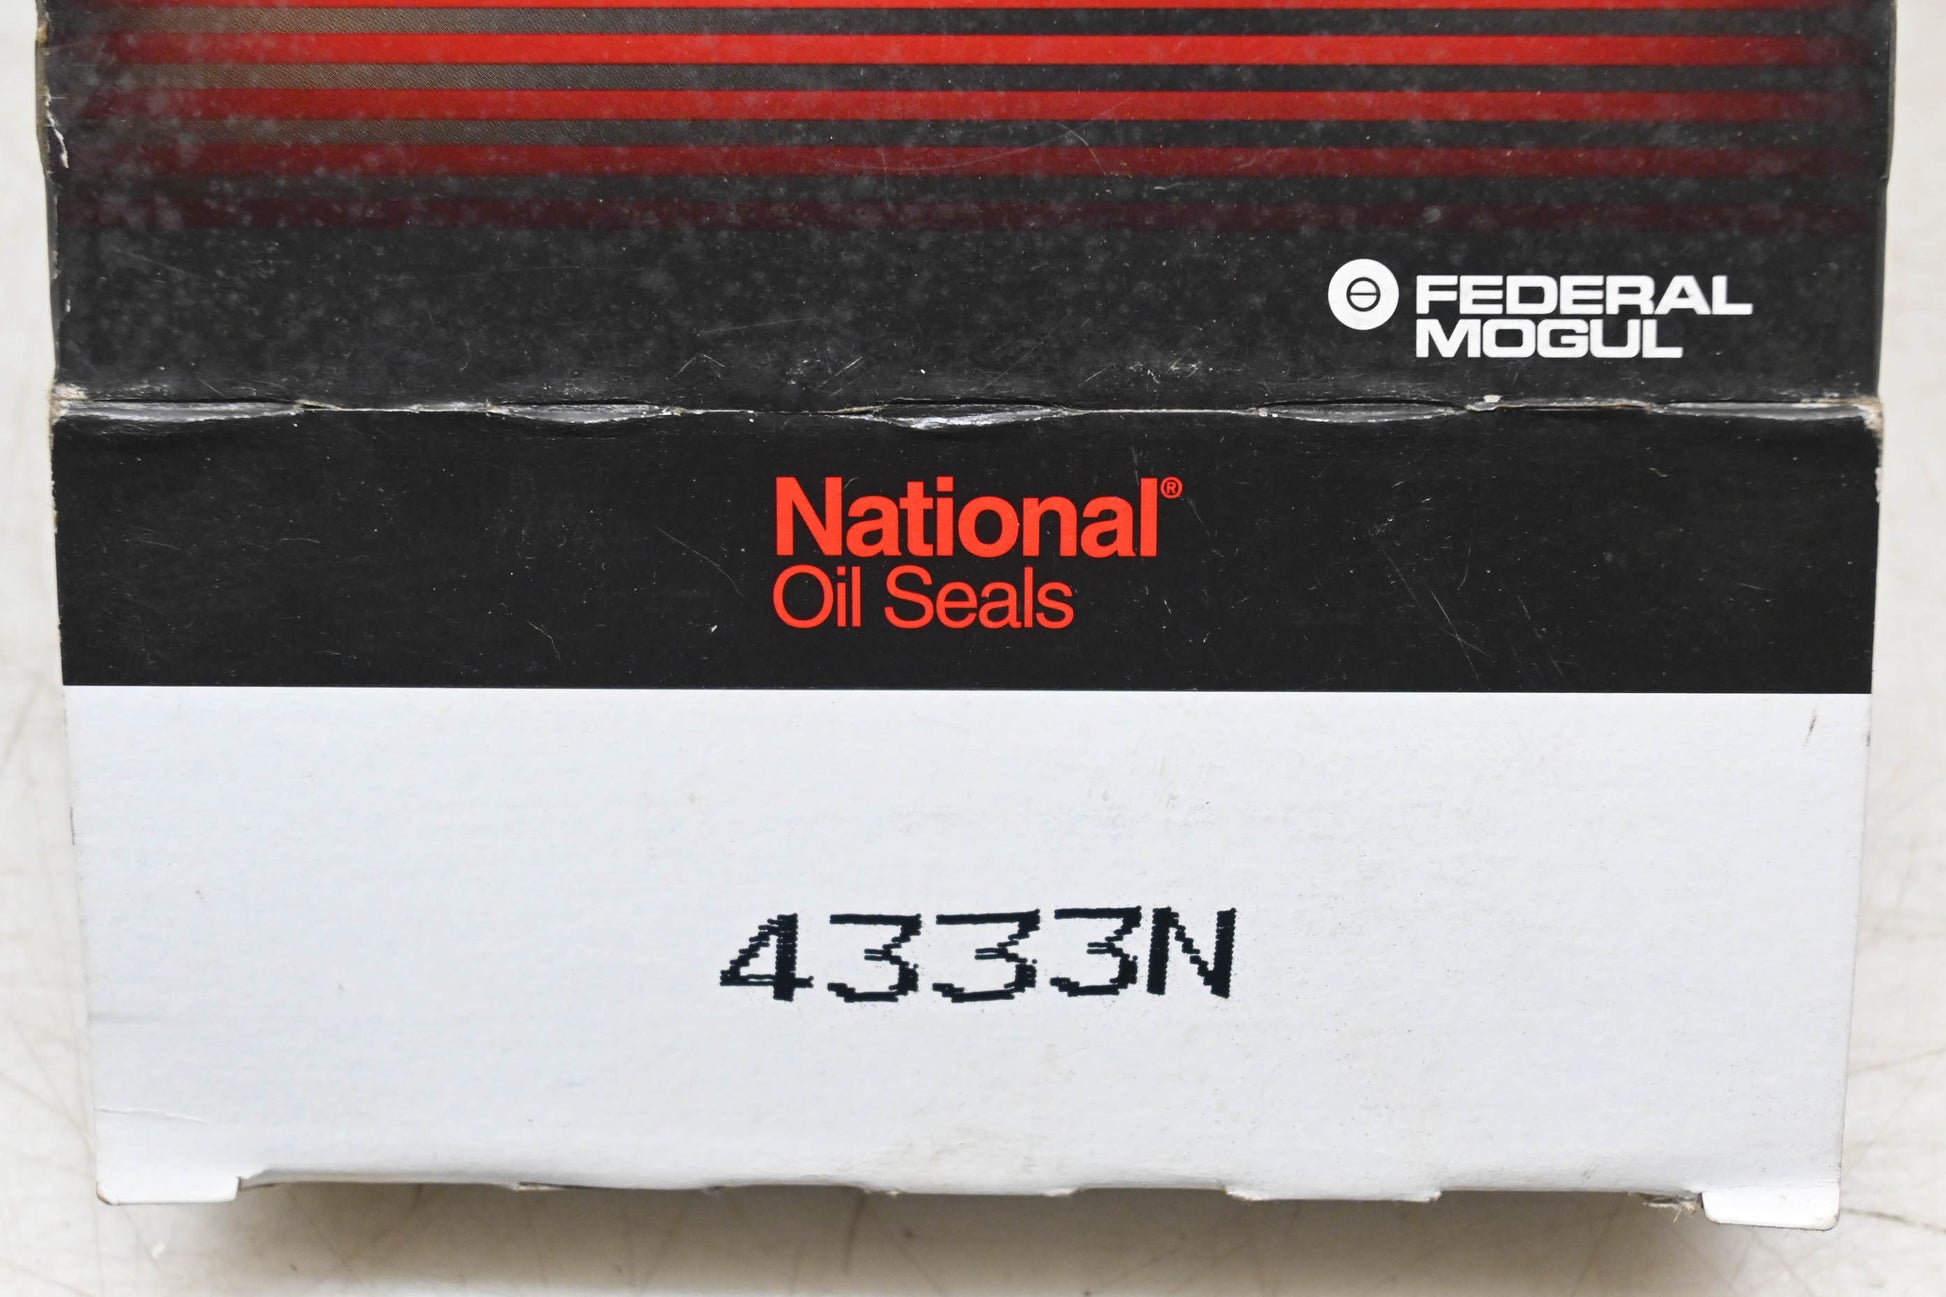 FEDERAL
MOGUL
National®
Oil Seals
4333N